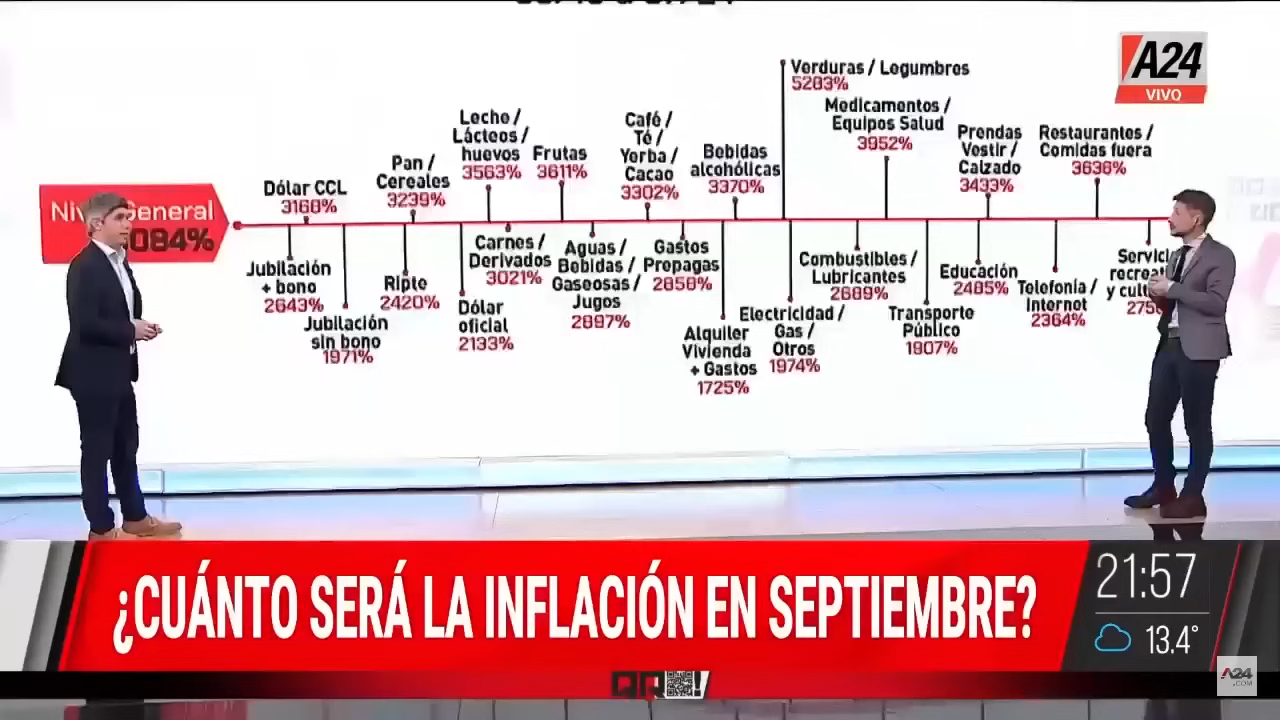 A24
VIVO
Nivel General
084%
Dólar CCL
3168%
Jubilación
+ bono
2643%
Jubilación
sin bono
1971%
Pan /
Cereales
3239%
Ripte
2420%
Leche /
Lácteos /
huevos
3563%
Dólar
oficial
2133%
Carnes /
Derivados
3021%
Frutas
3611%
Aguas /
Bebidas /
Gaseosas /
Jugos
2897%
Café /
Té /
Yerba /
Cacao
3302%
Gastos
Prepagas
2858%
Alquiler
Vivienda
+ Gastos
1725%
Bebidas
alcohólicas
3370%
Verduras / Legumbres
5283%
Electricidad /
Gas /
Otros
1974%
Medicamentos /
Equipos Salud
3952%
Combustibles /
Lubricantes
2689%
Transporte
Público
1907%
Prendas
Vestir /
Calzado
3433%
Educación
2485%
Restaurantes /
Comidas fuera
3636%
Telefonía /
Internet
2364%
y
¿CUÁNTO SERÁ LA INFLACIÓN EN SEPTIEMBRE?
21:57
13.4°
A24
.COM